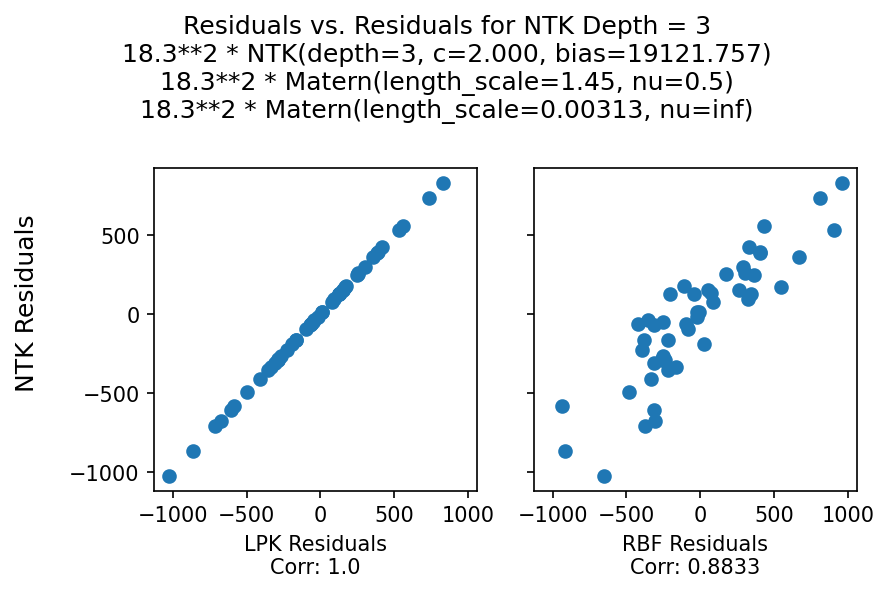 Residuals vs. Residuals for NTK Depth = 3
18.3**2 * NTK(depth=3, c=2.000, bias=19121.757)
18.3**2 * Matern(length_scale=1.45, nu=0.5)
18.3**2 * Matern(length_scale=0.00313, nu=inf)
NTK Residuals
500
0
−500
−1000
−1000 −500 0 500 1000
LPK Residuals
Corr: 1.0
−1000 −500 0 500 1000
RBF Residuals
Corr: 0.8833